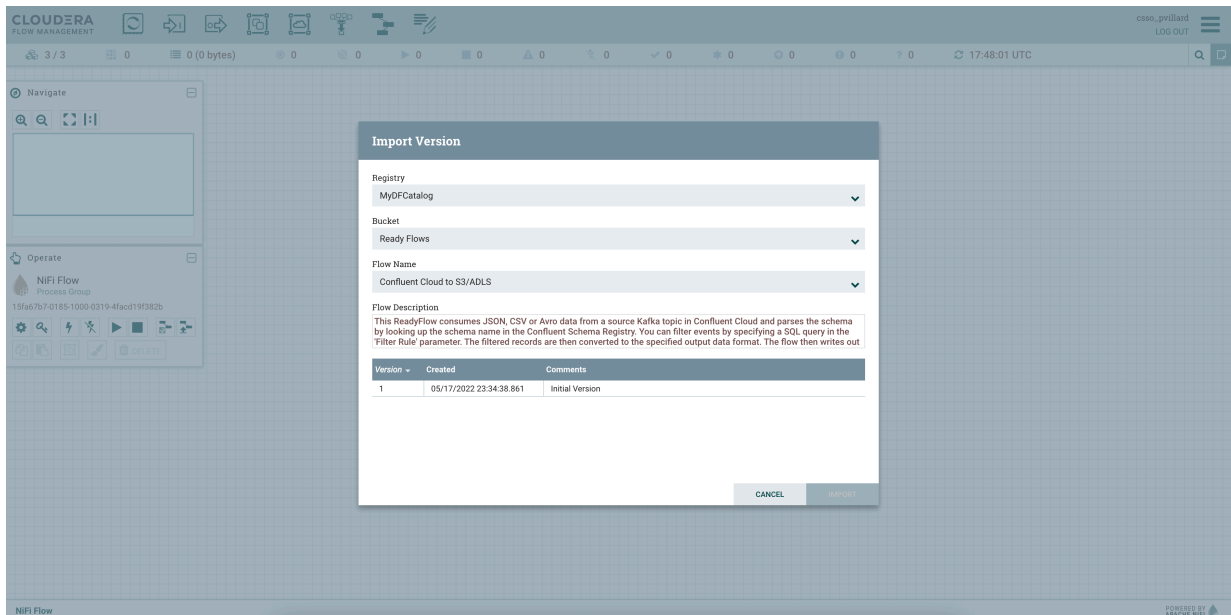 CLOUDERA
FLOW MANAGEMENT
csso_pvillard
LOG OUT
3 / 3 0 0 (0 bytes) 0 0 0 0 0 0 0 0 0 0 0 17:48:01 UTC
Navigate
Operate
NiFi Flow
Process Group
15fa67b7-0185-1000-0319-4facd19f382b
DELETE
Import Version
Registry
MyDFCatalog
Bucket
Ready Flows
Flow Name
Confluent Cloud to S3/ADLS
Flow Description
This ReadyFlow consumes JSON, CSV or Avro data from a source Kafka topic in Confluent Cloud and parses the schema
by looking up the schema name in the Confluent Schema Registry. You can filter events by specifying a SQL query in the
'Filter Rule' parameter. The filtered records are then converted to the specified output data format. The flow then writes out
Version Created Comments
1 05/17/2022 23:34:38.861 Initial Version
CANCEL IMPORT
NiFi Flow
POWERED BY
APACHE NIFI